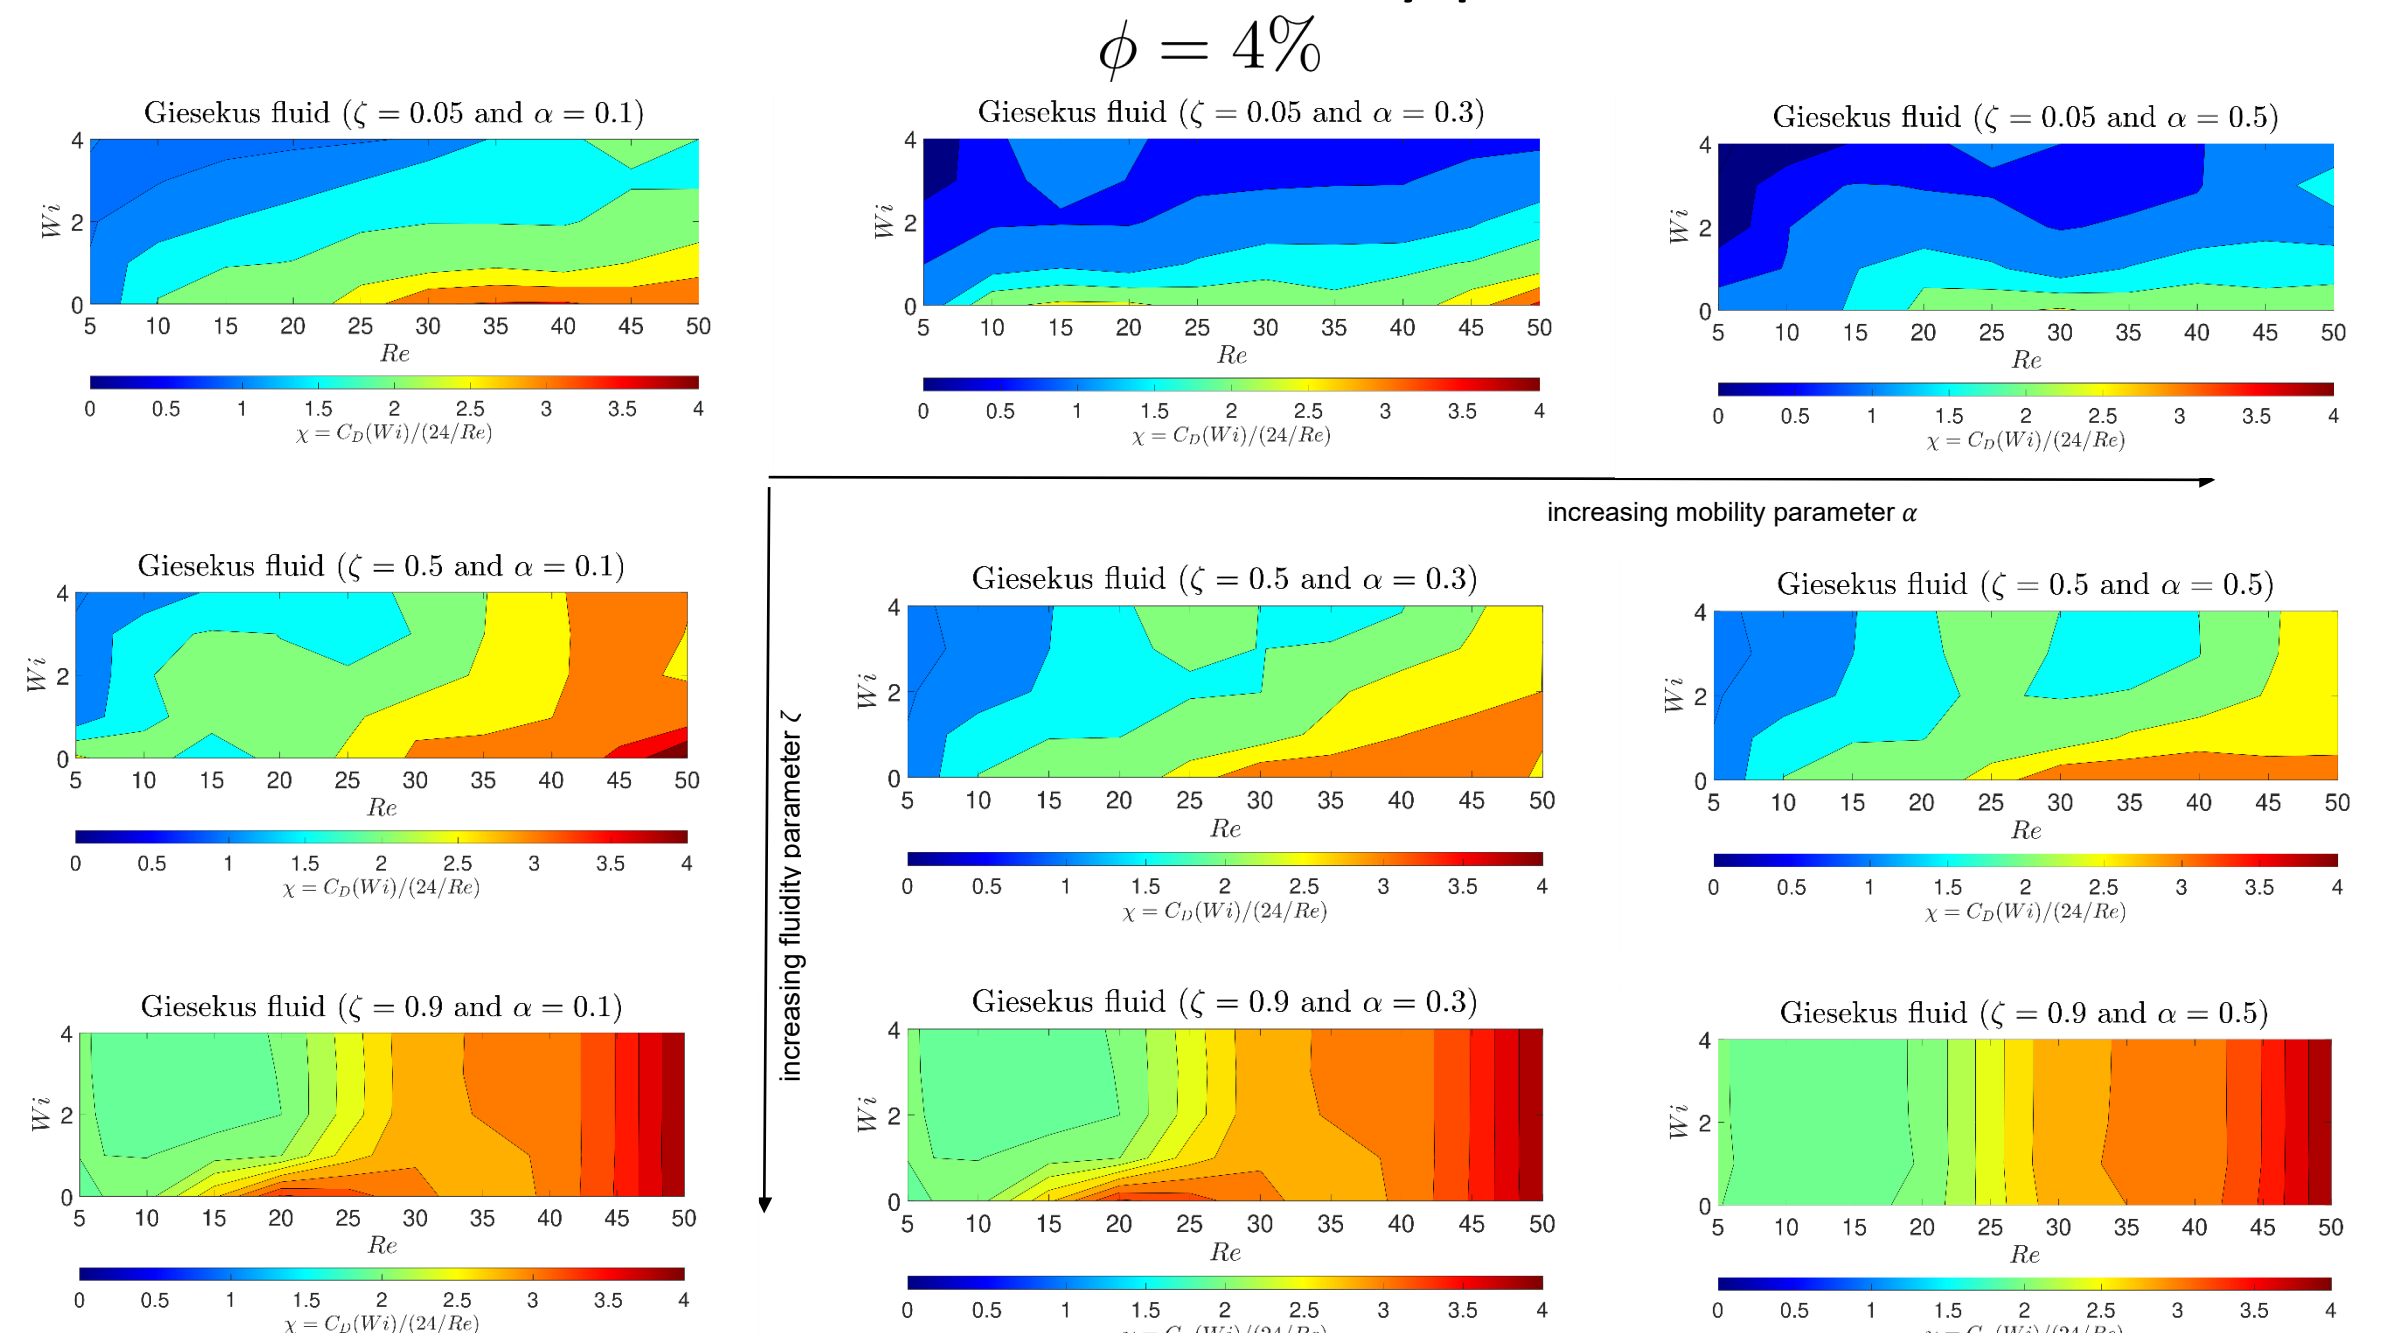 ϕ = 4%
Giesekus fluid (ζ = 0.05 and α = 0.1)
4
2
0
Wi
5 10 15 20 25 30 35 40 45 50
Re
0 0.5 1 1.5 2 2.5 3 3.5 4
χ = C_D(Wi)/(24/Re)
Giesekus fluid (ζ = 0.05 and α = 0.3)
4
2
0
Wi
5 10 15 20 25 30 35 40 45 50
Re
0 0.5 1 1.5 2 2.5 3 3.5 4
χ = C_D(Wi)/(24/Re)
Giesekus fluid (ζ = 0.05 and α = 0.5)
4
2
0
Wi
5 10 15 20 25 30 35 40 45 50
Re
0 0.5 1 1.5 2 2.5 3 3.5 4
χ = C_D(Wi)/(24/Re)
increasing mobility parameter α
increasing fluidity parameter ζ
Giesekus fluid (ζ = 0.5 and α = 0.1)
4
2
0
Wi
5 10 15 20 25 30 35 40 45 50
Re
0 0.5 1 1.5 2 2.5 3 3.5 4
χ = C_D(Wi)/(24/Re)
Giesekus fluid (ζ = 0.5 and α = 0.3)
4
2
0
Wi
5 10 15 20 25 30 35 40 45 50
Re
0 0.5 1 1.5 2 2.5 3 3.5 4
χ = C_D(Wi)/(24/Re)
Giesekus fluid (ζ = 0.5 and α = 0.5)
4
2
0
Wi
5 10 15 20 25 30 35 40 45 50
Re
0 0.5 1 1.5 2 2.5 3 3.5 4
χ = C_D(Wi)/(24/Re)
Giesekus fluid (ζ = 0.9 and α = 0.1)
4
2
0
Wi
5 10 15 20 25 30 35 40 45 50
Re
0 0.5 1 1.5 2 2.5 3 3.5 4
χ = C_D(Wi)/(24/Re)
Giesekus fluid (ζ = 0.9 and α = 0.3)
4
2
0
Wi
5 10 15 20 25 30 35 40 45 50
Re
0 0.5 1 1.5 2 2.5 3 3.5 4
Giesekus fluid (ζ = 0.9 and α = 0.5)
4
2
0
Wi
5 10 15 20 25 30 35 40 45 50
Re
0 0.5 1 1.5 2 2.5 3 3.5 4